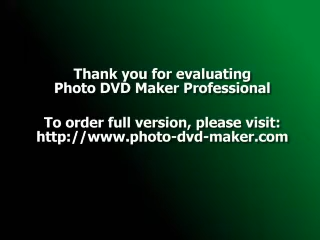 Thank you for evaluating
Photo DVD Maker Professional
To order full version, please visit:
http://www.photo-dvd-maker.com